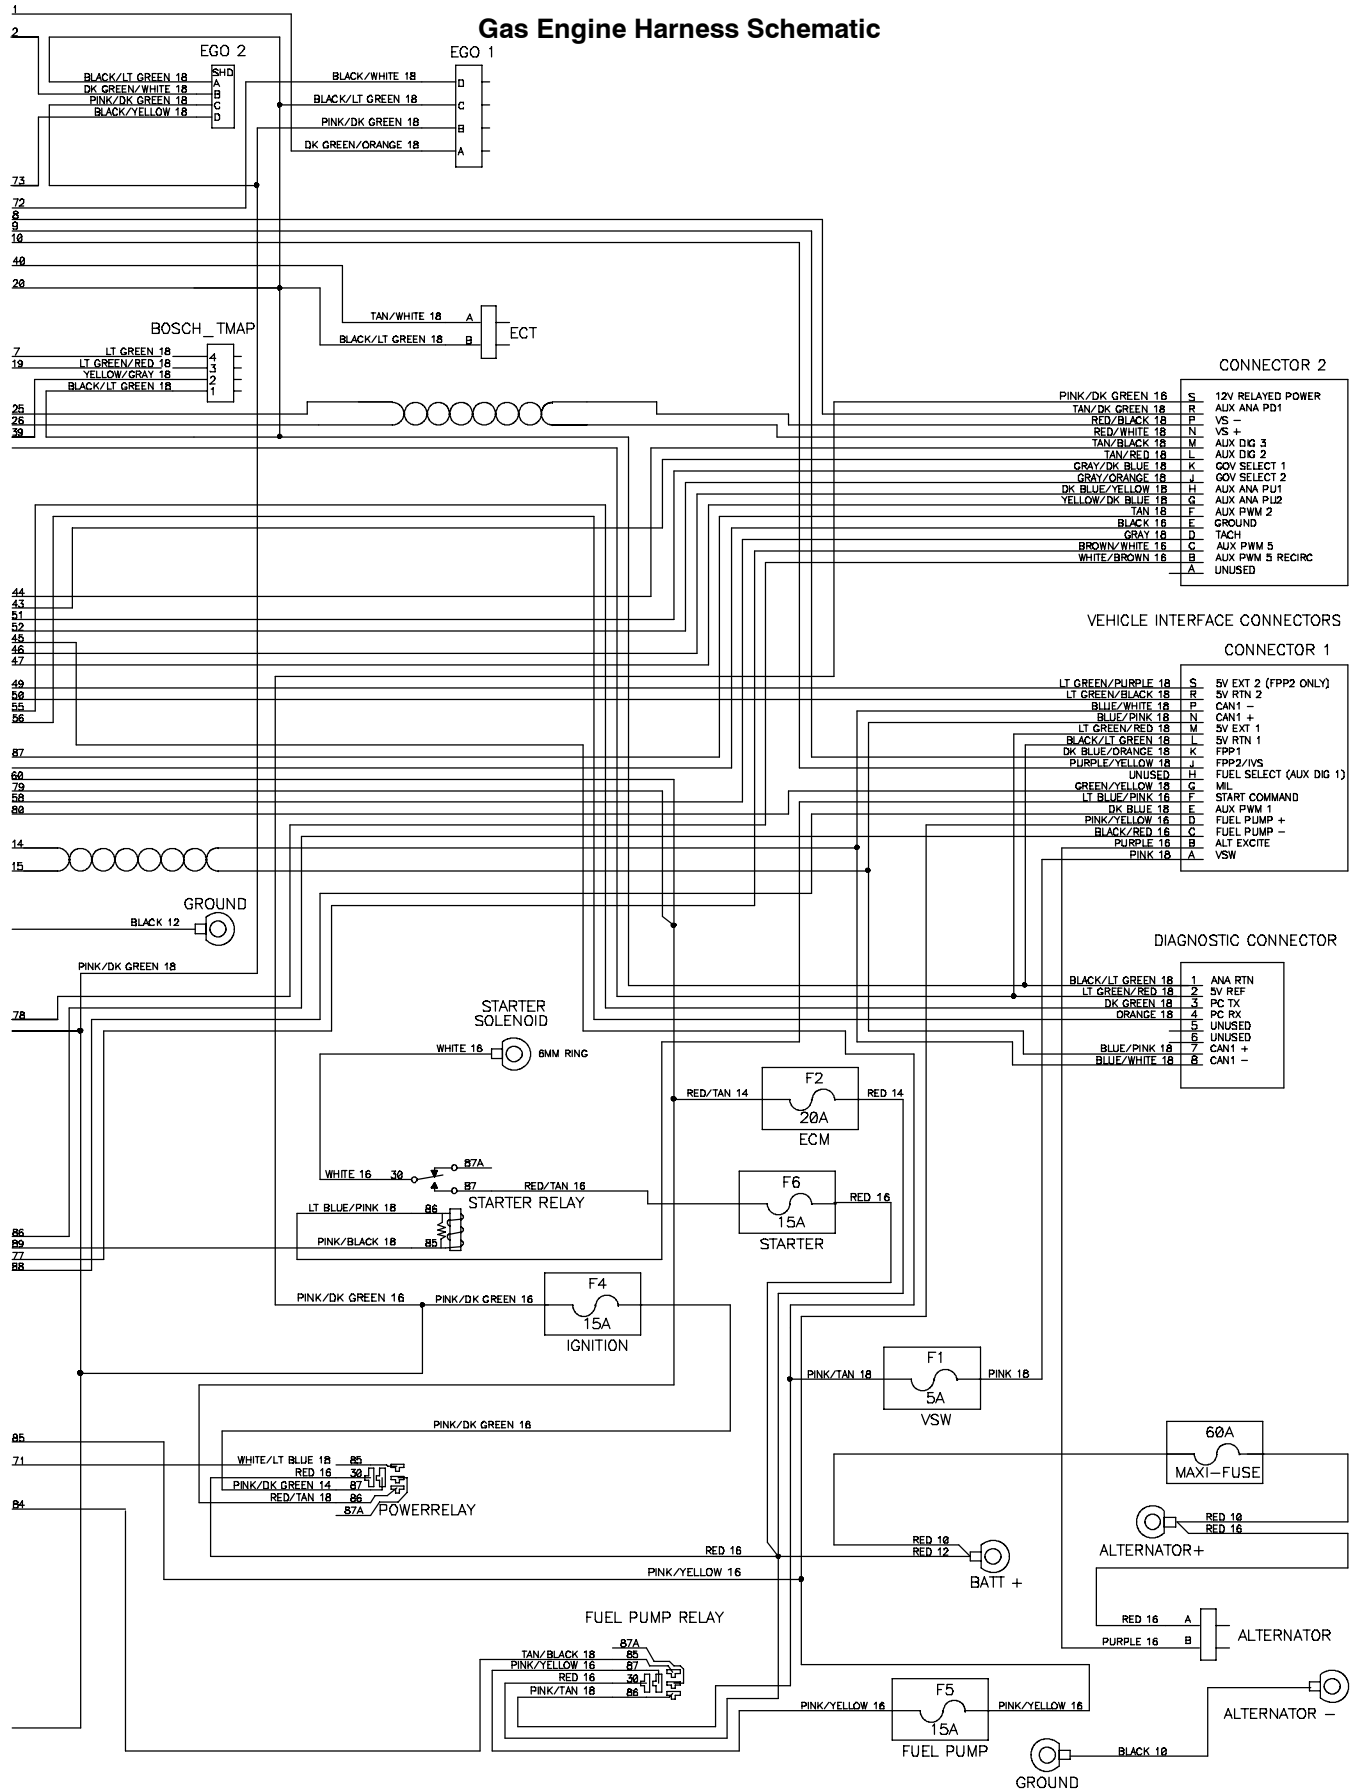 Gas Engine Harness Schematic
1
2
EGO 2
SHD
BLACK/LT GREEN 18 A
DK GREEN/WHITE 18 B
PINK/DK GREEN 18 C
BLACK/YELLOW 18 D
EGO 1
BLACK/WHITE 18 D
BLACK/LT GREEN 18 C
PINK/DK GREEN 18 B
DK GREEN/ORANGE 18 A
73
72
8
9
10
40
20
TAN/WHITE 18 A
BLACK/LT GREEN 18 B
ECT
BOSCH_TMAP
7 LT GREEN 18 4
19 LT GREEN/RED 18 3
YELLOW/GRAY 18 2
BLACK/LT GREEN 18 1
25
26
39
CONNECTOR 2
PINK/DK GREEN 16 S 12V RELAYED POWER
TAN/DK GREEN 18 R AUX ANA PD1
RED/BLACK 18 P VS -
RED/WHITE 18 N VS +
TAN/BLACK 18 M AUX DIG 3
TAN/RED 18 L AUX DIG 2
GRAY/DK BLUE 18 K GOV SELECT 1
GRAY/ORANGE 18 J GOV SELECT 2
DK BLUE/YELLOW 18 H AUX ANA PU1
YELLOW/DK BLUE 18 G AUX ANA PU2
TAN 18 F AUX PWM 2
BLACK 16 E GROUND
GRAY 18 D TACH
BROWN/WHITE 16 C AUX PWM 5
WHITE/BROWN 16 B AUX PWM 5 RECIRC
A UNUSED
44
43
51
52
45
46
47
49
50
55
56
87
60
79
58
80
14
15
VEHICLE INTERFACE CONNECTORS
CONNECTOR 1
LT GREEN/PURPLE 18 S 5V EXT 2 (FPP2 ONLY)
LT GREEN/BLACK 18 R 5V RTN 2
BLUE/WHITE 18 P CAN1 -
BLUE/PINK 18 N CAN1 +
LT GREEN/RED 18 M 5V EXT 1
BLACK/LT GREEN 18 L 5V RTN 1
DK BLUE/ORANGE 18 K FPP1
PURPLE/YELLOW 18 J FPP2/IVS
UNUSED H FUEL SELECT (AUX DIG 1)
GREEN/YELLOW 18 G MIL
LT BLUE/PINK 16 F START COMMAND
DK BLUE 18 E AUX PWM 1
PINK/YELLOW 16 D FUEL PUMP +
BLACK/RED 16 C FUEL PUMP -
PURPLE 16 B ALT EXCITE
PINK 18 A VSW
GROUND
BLACK 12
PINK/DK GREEN 18
78
DIAGNOSTIC CONNECTOR
BLACK/LT GREEN 18 1 ANA RTN
LT GREEN/RED 18 2 5V REF
DK GREEN 18 3 PC TX
ORANGE 18 4 PC RX
5 UNUSED
6 UNUSED
BLUE/PINK 18 7 CAN1 +
BLUE/WHITE 18 8 CAN1 -
STARTER
SOLENOID
WHITE 16
6MM RING
F2
RED/TAN 14
RED 14
20A
ECM
87A
WHITE 16 30
87
RED/TAN 16
STARTER RELAY
F6
RED 16
15A
STARTER
LT BLUE/PINK 18 86
PINK/BLACK 18 85
86
89
77
88
F4
PINK/DK GREEN 16
PINK/DK GREEN 16
15A
IGNITION
F1
PINK/TAN 18
PINK 18
5A
VSW
PINK/DK GREEN 16
85
71
84
WHITE/LT BLUE 18 85
RED 16 30
PINK/DK GREEN 14 87
RED/TAN 18 86
87A
POWERRELAY
60A
MAXI-FUSE
RED 10
RED 16
ALTERNATOR+
RED 16
RED 10
RED 12
BATT +
PINK/YELLOW 16
RED 16 A
PURPLE 16 B
ALTERNATOR
FUEL PUMP RELAY
87A
TAN/BLACK 18 85
PINK/YELLOW 16 87
RED 16 30
PINK/TAN 18 86
F5
PINK/YELLOW 16
PINK/YELLOW 16
15A
FUEL PUMP
ALTERNATOR -
BLACK 10
GROUND